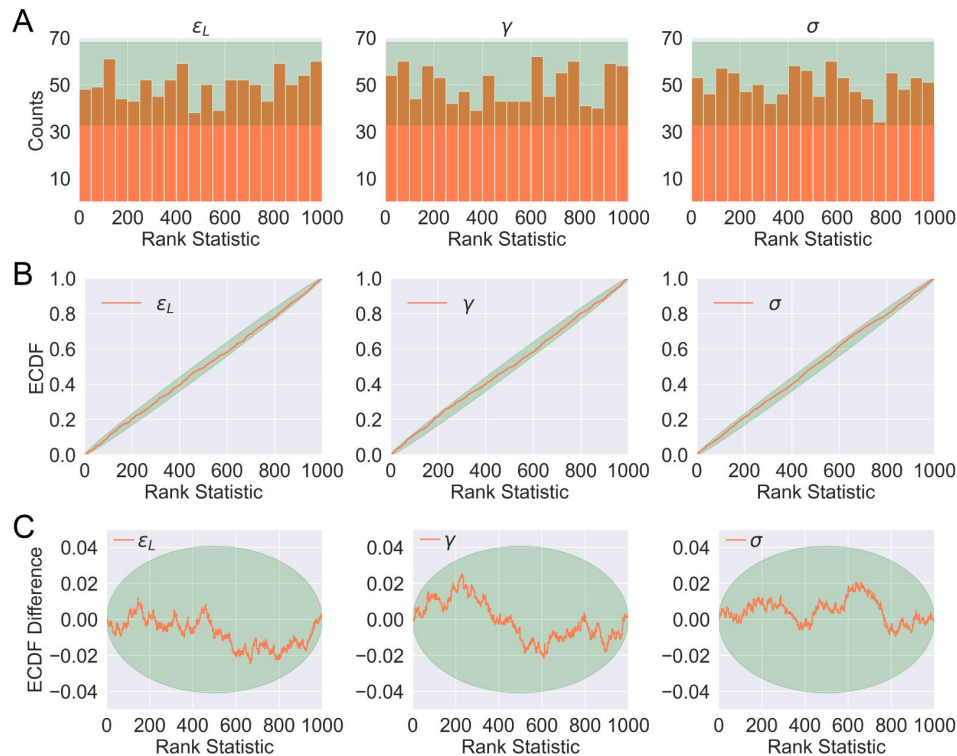 A
ε_L γ σ
Counts
70 70 70
50 50 50
30 30 30
10 10 10
0 200 400 600 800 1000 0 200 400 600 800 1000 0 200 400 600 800 1000
Rank Statistic Rank Statistic Rank Statistic
B
ECDF
1.0 1.0 1.0
ε_L γ σ
0.8 0.8 0.8
0.6 0.6 0.6
0.4 0.4 0.4
0.2 0.2 0.2
0.0 0.0 0.0
0 200 400 600 800 1000 0 200 400 600 800 1000 0 200 400 600 800 1000
Rank Statistic Rank Statistic Rank Statistic
C
ECDF Difference
ε_L γ σ
0.04 0.04 0.04
0.02 0.02 0.02
0.00 0.00 0.00
−0.02 −0.02 −0.02
−0.04 −0.04 −0.04
0 200 400 600 800 1000 0 200 400 600 800 1000 0 200 400 600 800 1000
Rank Statistic Rank Statistic Rank Statistic